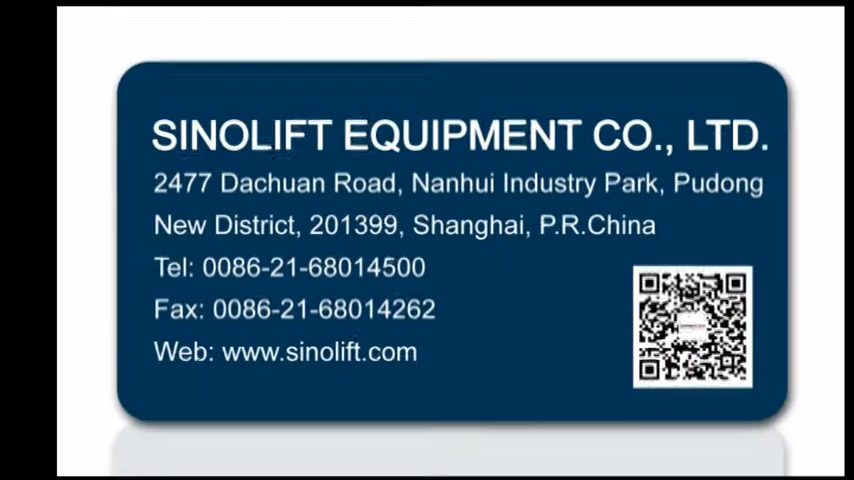 SINOLIFT EQUIPMENT CO., LTD.
2477 Dachuan Road, Nanhui Industry Park, Pudong
New District, 201399, Shanghai, P.R.China
Tel: 0086-21-68014500
Fax: 0086-21-68014262
Web: www.sinolift.com